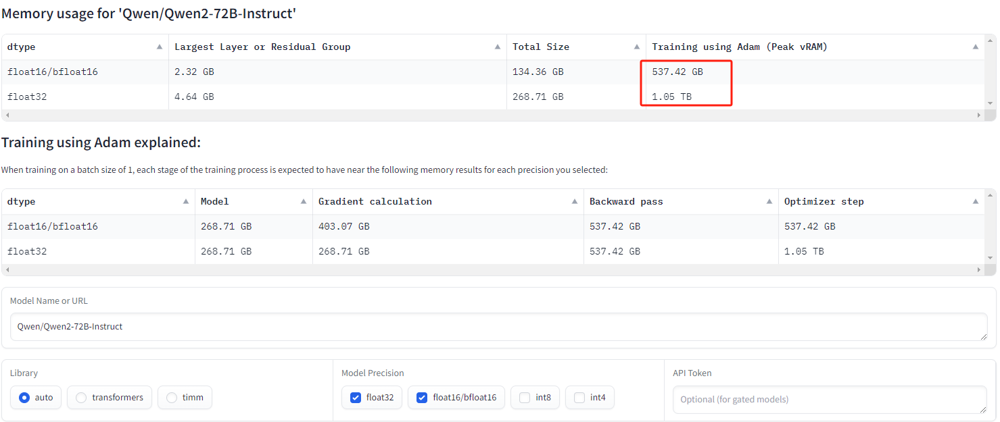 Memory usage for 'Qwen/Qwen2-72B-Instruct'
dtype Largest Layer or Residual Group Total Size Training using Adam (Peak vRAM)
float16/bfloat16 2.32 GB 134.36 GB 537.42 GB
float32 4.64 GB 268.71 GB 1.05 TB
Training using Adam explained:
When training on a batch size of 1, each stage of the training process is expected to have near the following memory results for each precision you selected:
dtype Model Gradient calculation Backward pass Optimizer step
float16/bfloat16 268.71 GB 403.07 GB 537.42 GB 537.42 GB
float32 268.71 GB 268.71 GB 537.42 GB 1.05 TB
Model Name or URL
Qwen/Qwen2-72B-Instruct
Library Model Precision API Token
auto transformers timm float32 float16/bfloat16 int8 int4 Optional (for gated models)